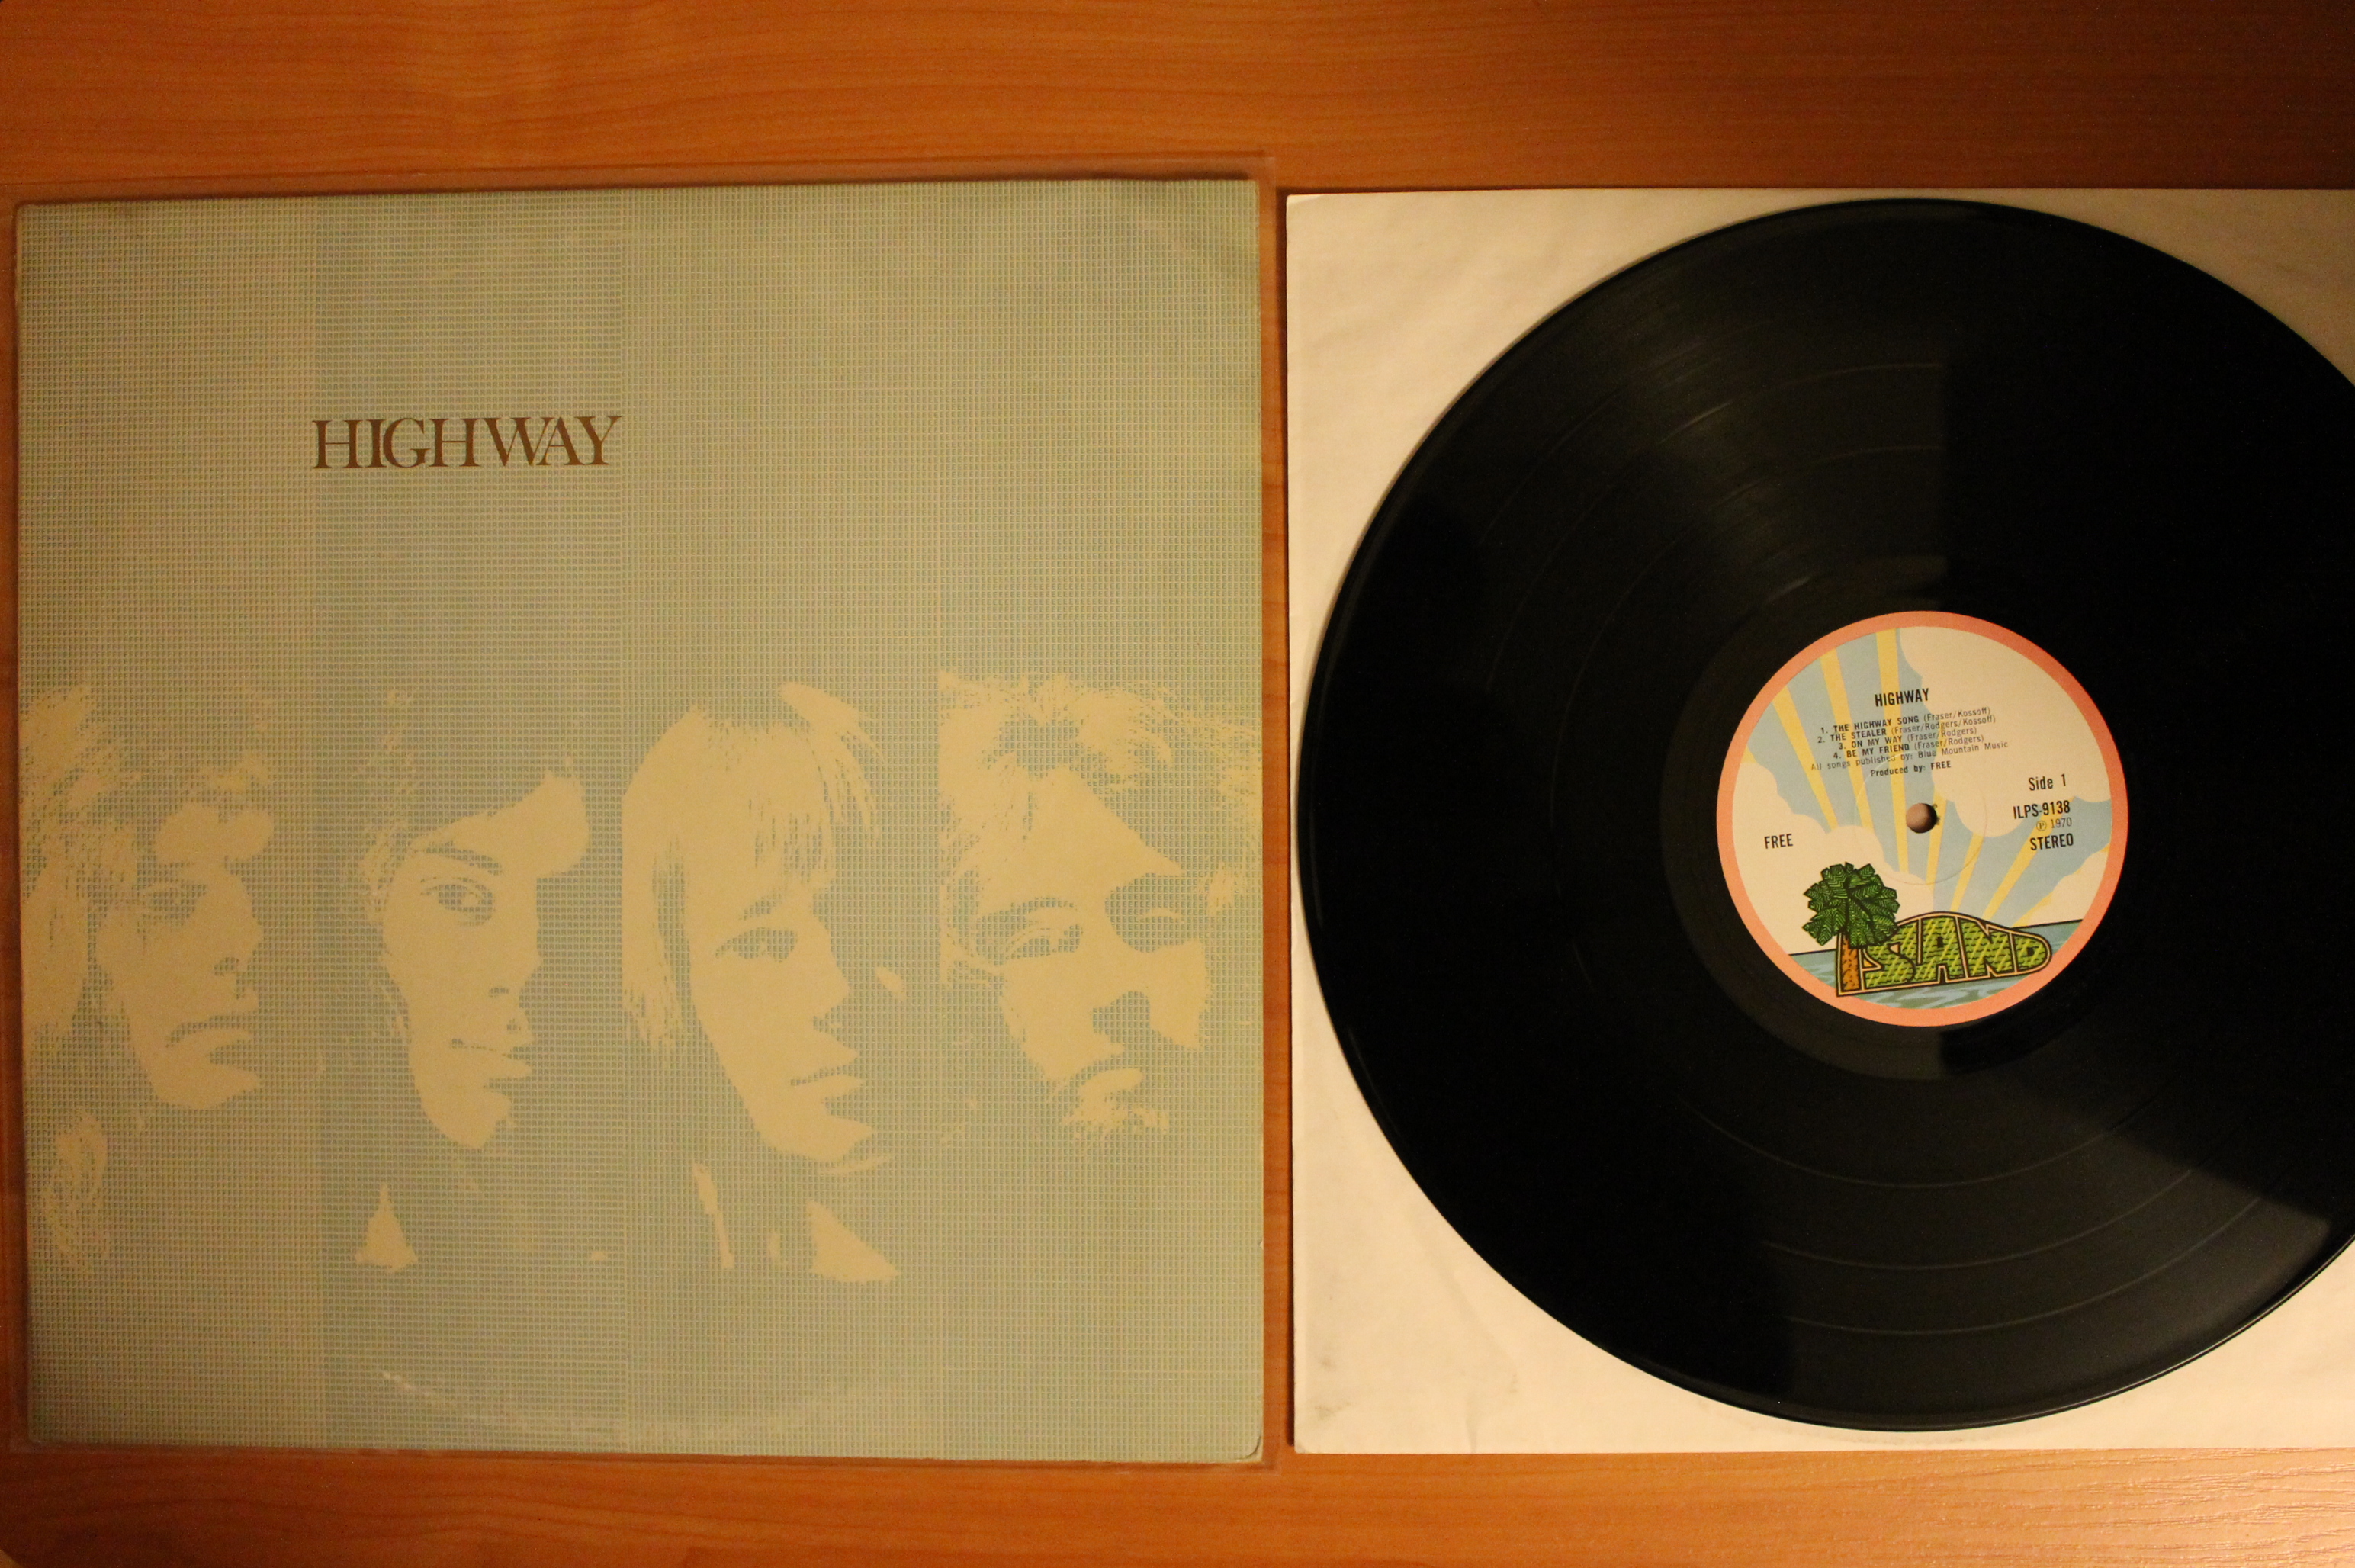 HIGHWAY
HIGHWAY
1. THE HIGHWAY SONG (Fraser/Kossoff)
2. THE STEALER (Fraser/Rodgers/Kossoff)
3. ON MY WAY (Fraser/Rodgers)
4. BE MY FRIEND (Fraser/Rodgers)
All songs published by: Blue Mountain Music
Produced by: FREE
Side 1
ILPS-9138
Ⓟ 1970
STEREO
FREE
ISLAND